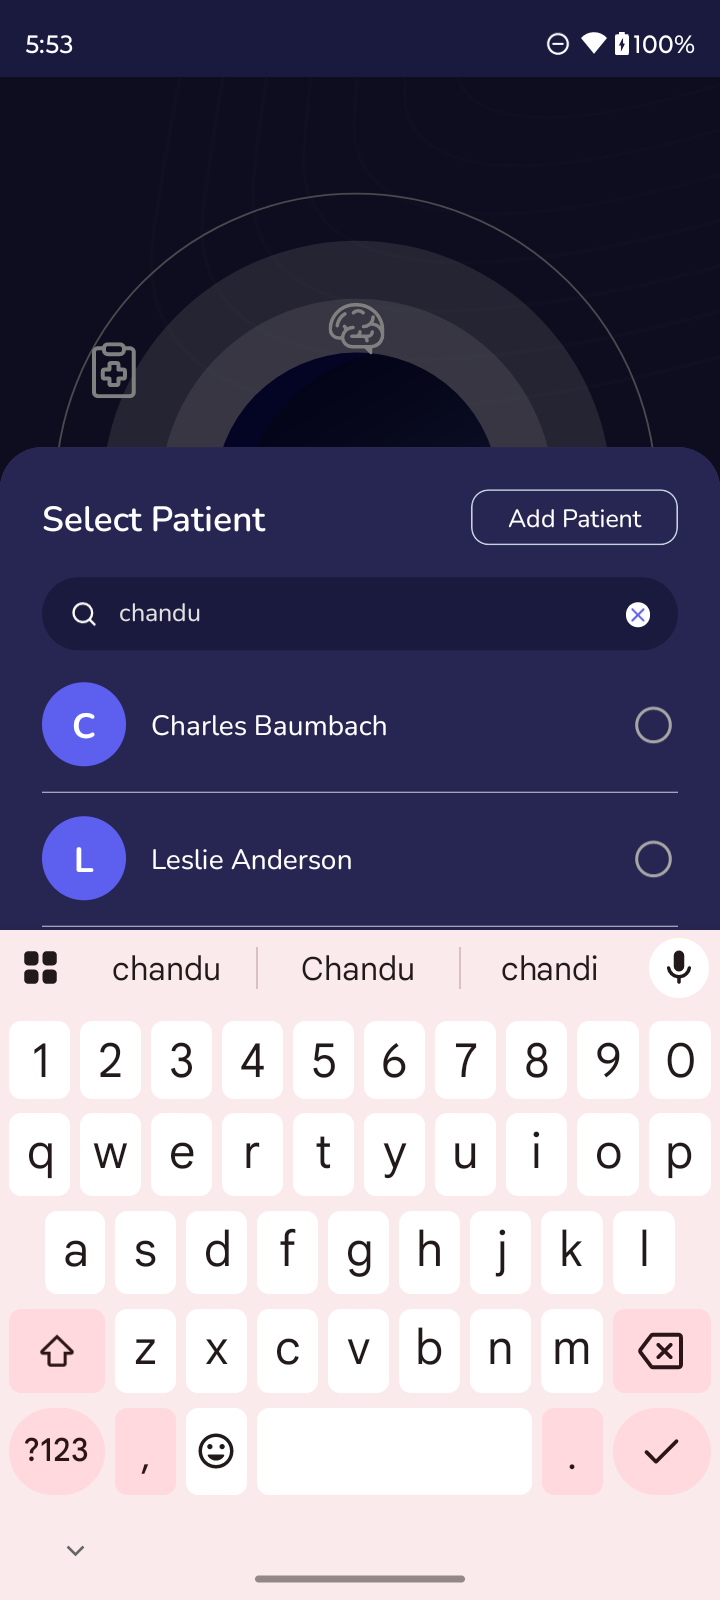 5:53
100%
Select Patient
Add Patient
chandu
C
Charles Baumbach
L
Leslie Anderson
chandu
Chandu
chandi
1 2 3 4 5 6 7 8 9 0
q w e r t y u i o p
a s d f g h j k l
z x c v b n m
?123 , .